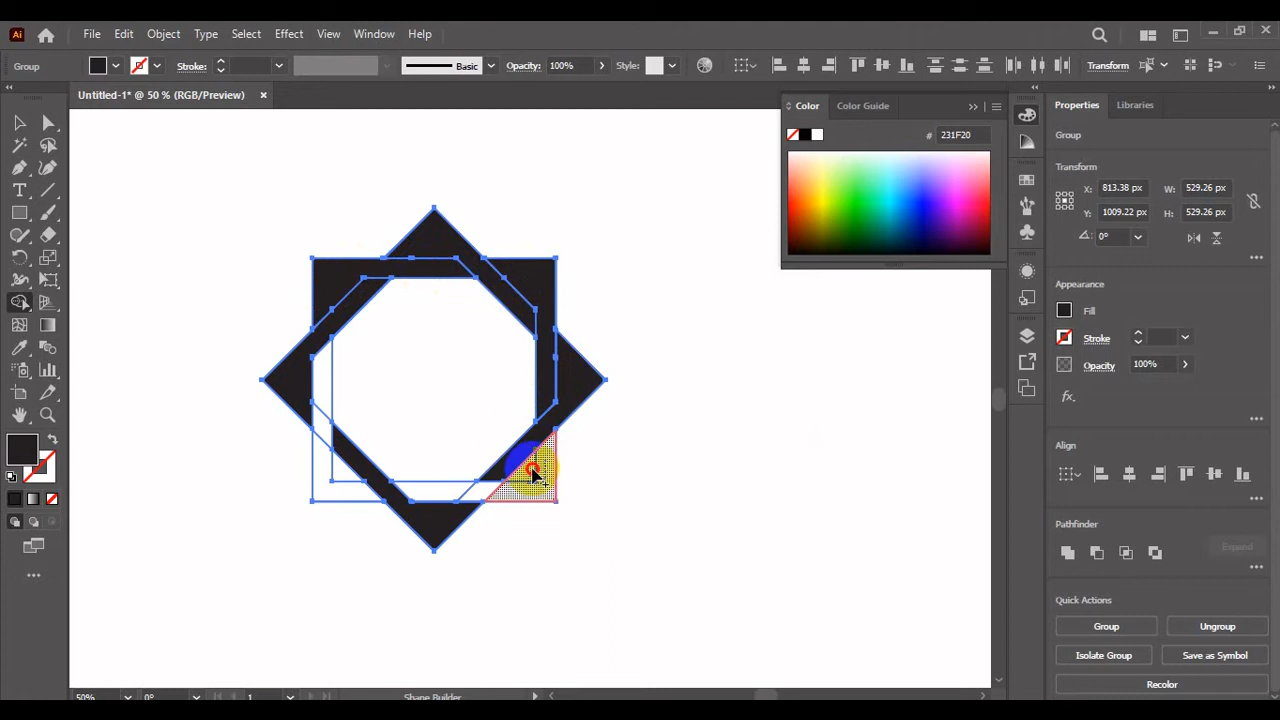 Ai File Edit Object Type Select Effect View Window Help
Group Stroke: Basic Opacity: 100% Style: Transform
Untitled-1* @ 50 % (RGB/Preview)
Color Color Guide
# 231F20
Properties Libraries
Group
Transform
X: 813.38 px W: 529.26 px
Y: 1009.22 px H: 529.26 px
0°
Appearance
Fill
Stroke
Opacity 100%
fx.
Align
Pathfinder
Expand
Quick Actions
Group Ungroup
Isolate Group Save as Symbol
Recolor
50% 0° 1 Shape Builder